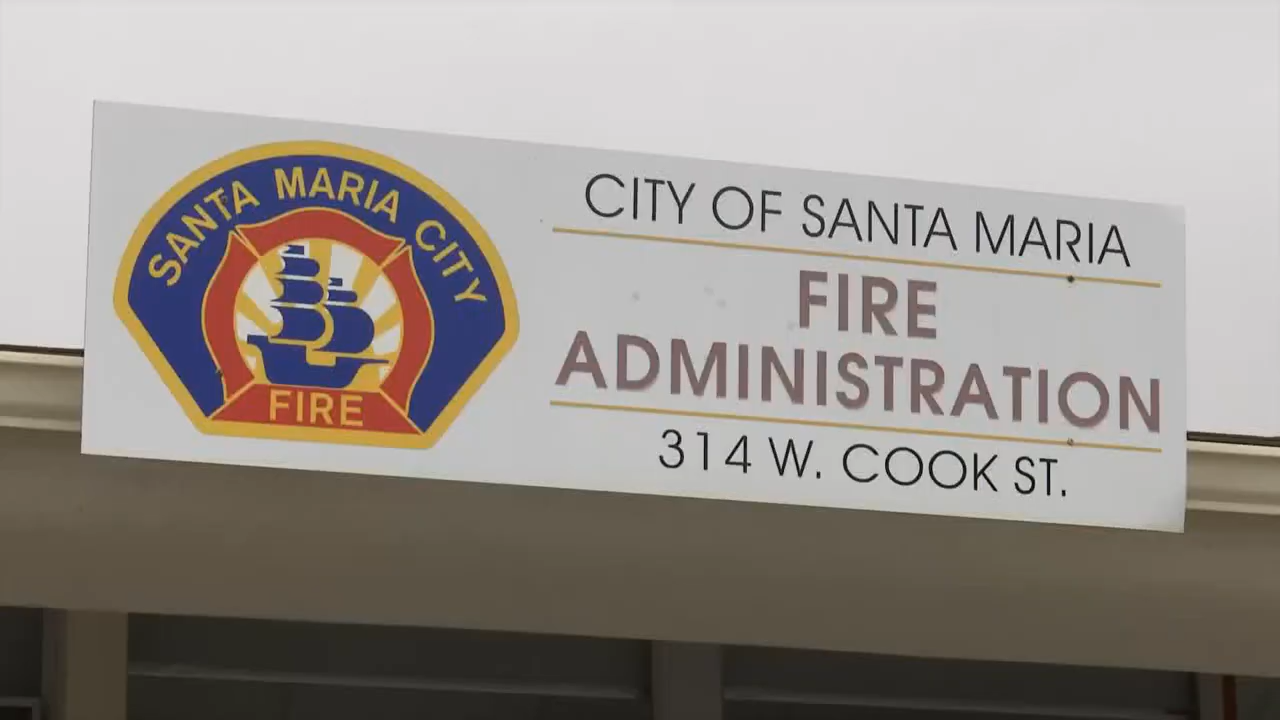 SANTA MARIA CITY
FIRE
CITY OF SANTA MARIA
FIRE
ADMINISTRATION
314 W. COOK ST.